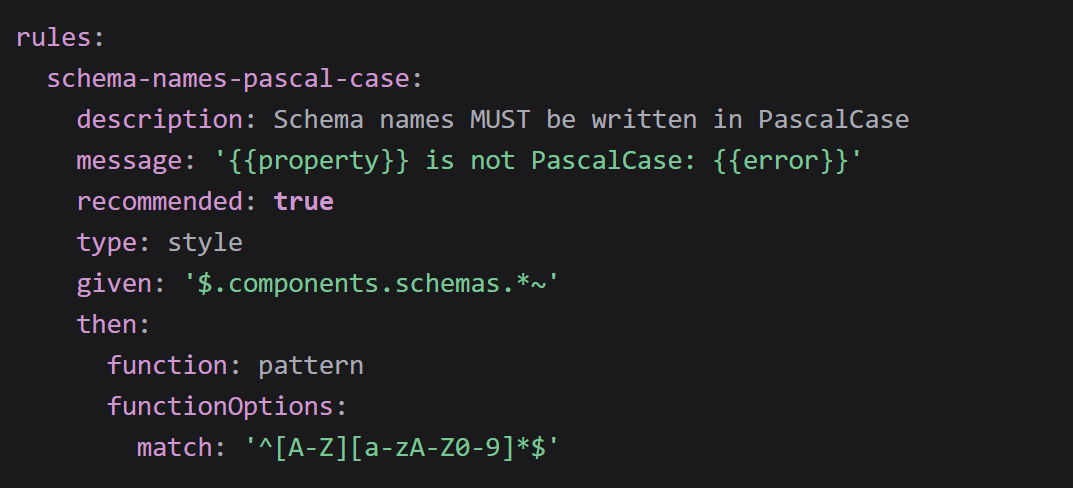 rules:
  schema-names-pascal-case:
    description: Schema names MUST be written in PascalCase
    message: '{{property}} is not PascalCase: {{error}}'
    recommended: true
    type: style
    given: '$.components.schemas.*~'
    then:
      function: pattern
      functionOptions:
        match: '^[A-Z][a-zA-Z0-9]*$'